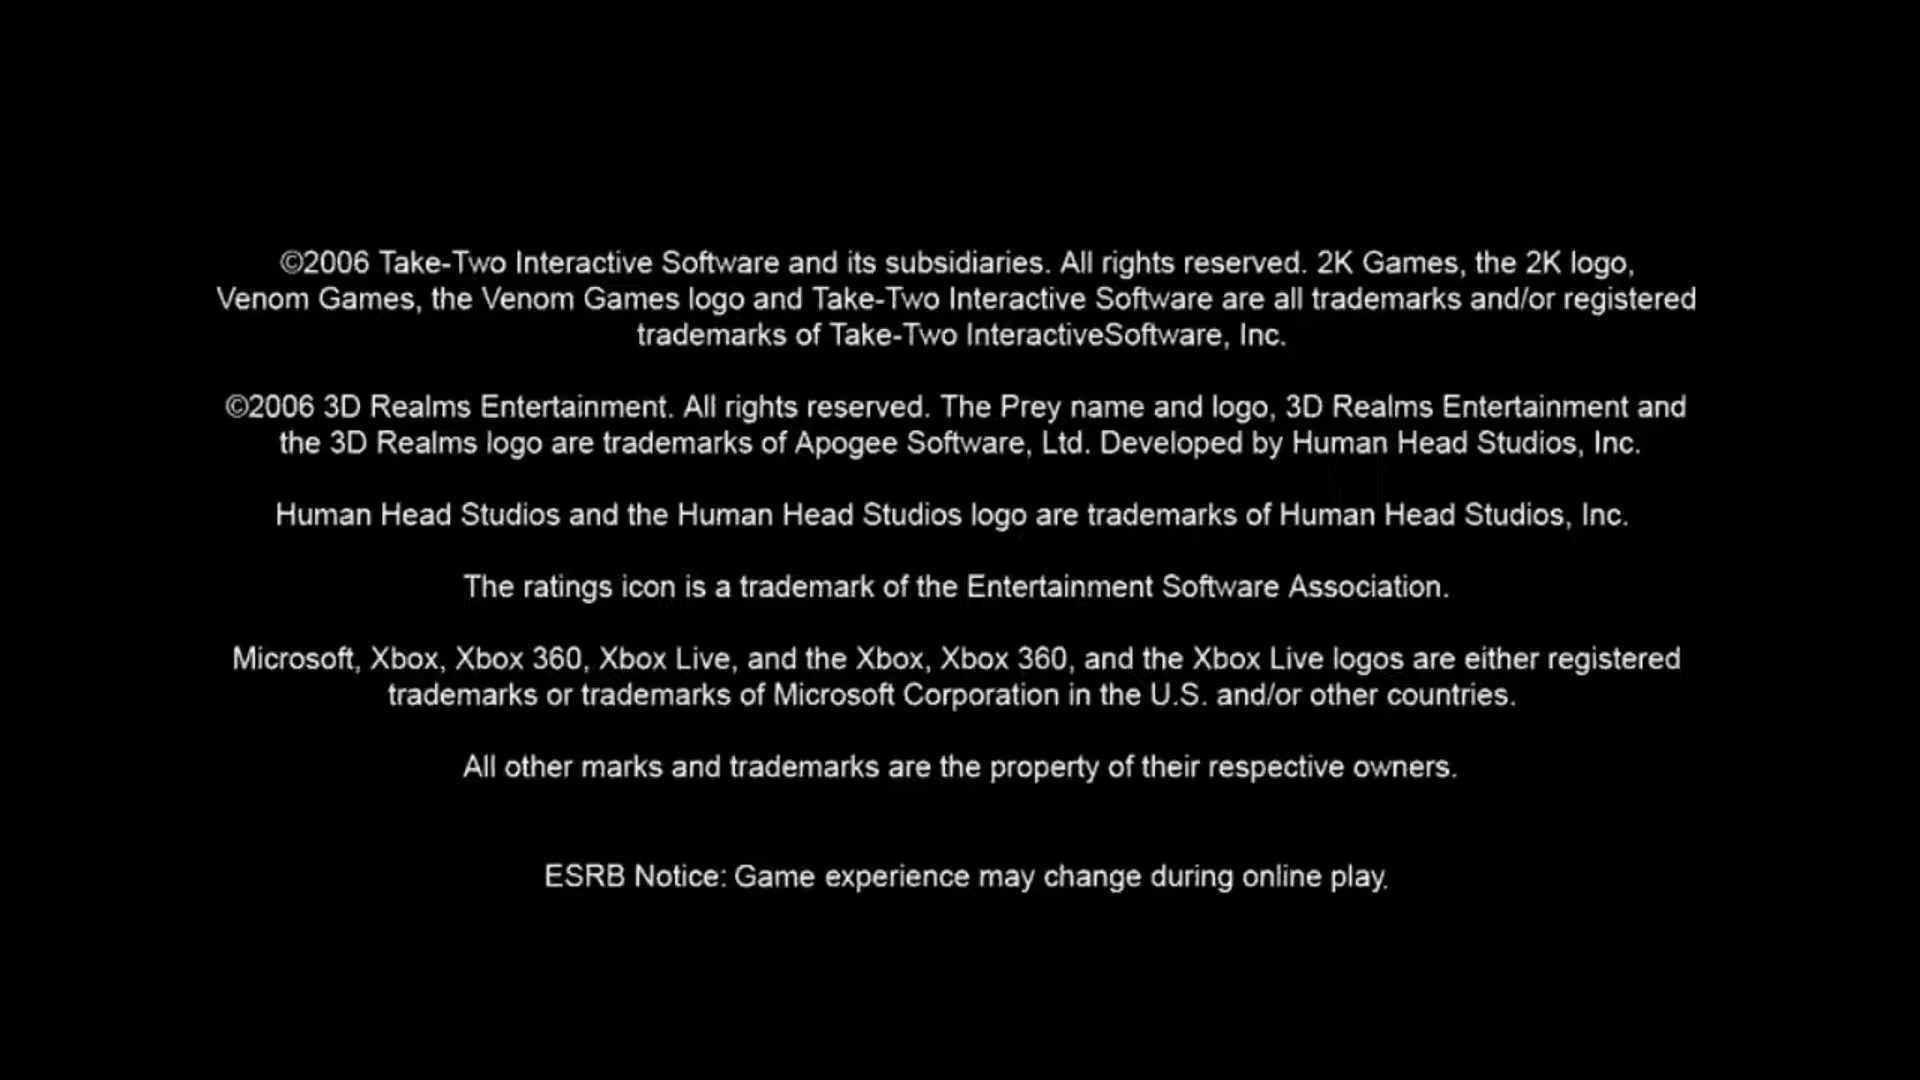 ©2006 Take-Two Interactive Software and its subsidiaries. All rights reserved. 2K Games, the 2K logo,
Venom Games, the Venom Games logo and Take-Two Interactive Software are all trademarks and/or registered
trademarks of Take-Two InteractiveSoftware, Inc.
©2006 3D Realms Entertainment. All rights reserved. The Prey name and logo, 3D Realms Entertainment and
the 3D Realms logo are trademarks of Apogee Software, Ltd. Developed by Human Head Studios, Inc.
Human Head Studios and the Human Head Studios logo are trademarks of Human Head Studios, Inc.
The ratings icon is a trademark of the Entertainment Software Association.
Microsoft, Xbox, Xbox 360, Xbox Live, and the Xbox, Xbox 360, and the Xbox Live logos are either registered
trademarks or trademarks of Microsoft Corporation in the U.S. and/or other countries.
All other marks and trademarks are the property of their respective owners.
ESRB Notice: Game experience may change during online play.